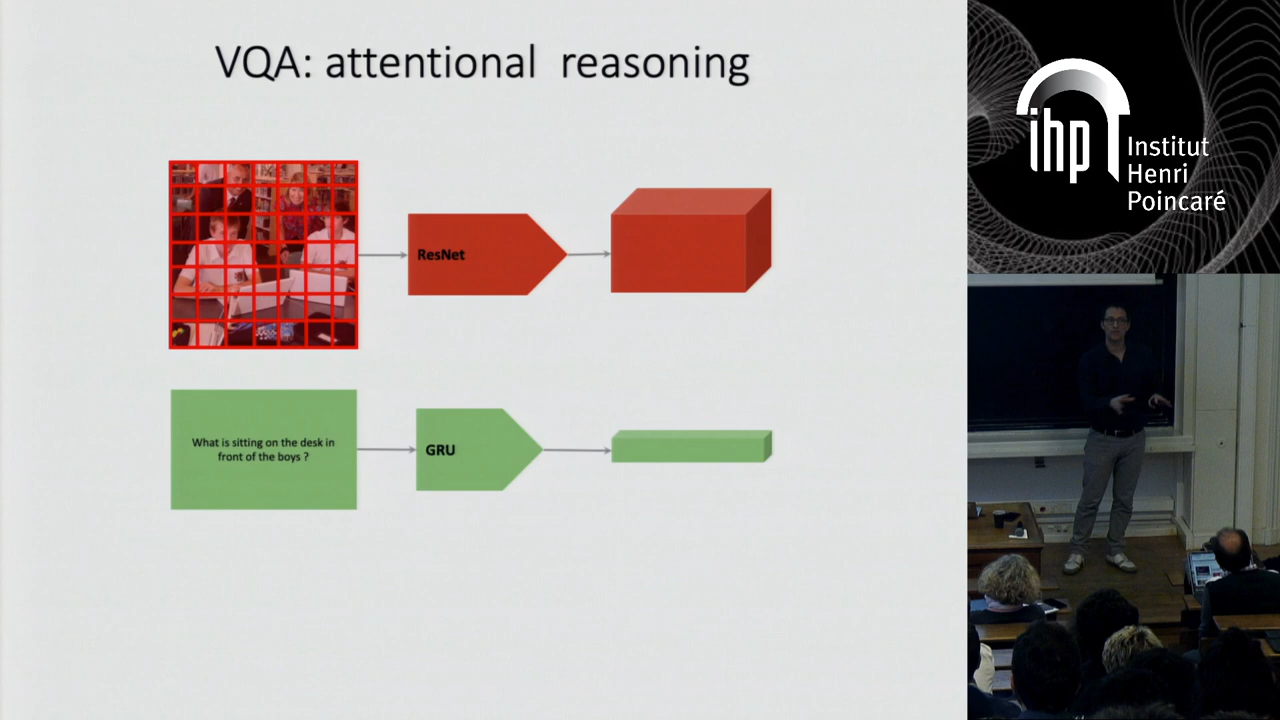 VQA: attentional reasoning
ResNet
What is sitting on the desk in
front of the boys ?
GRU
ihp
Institut
Henri
Poincaré